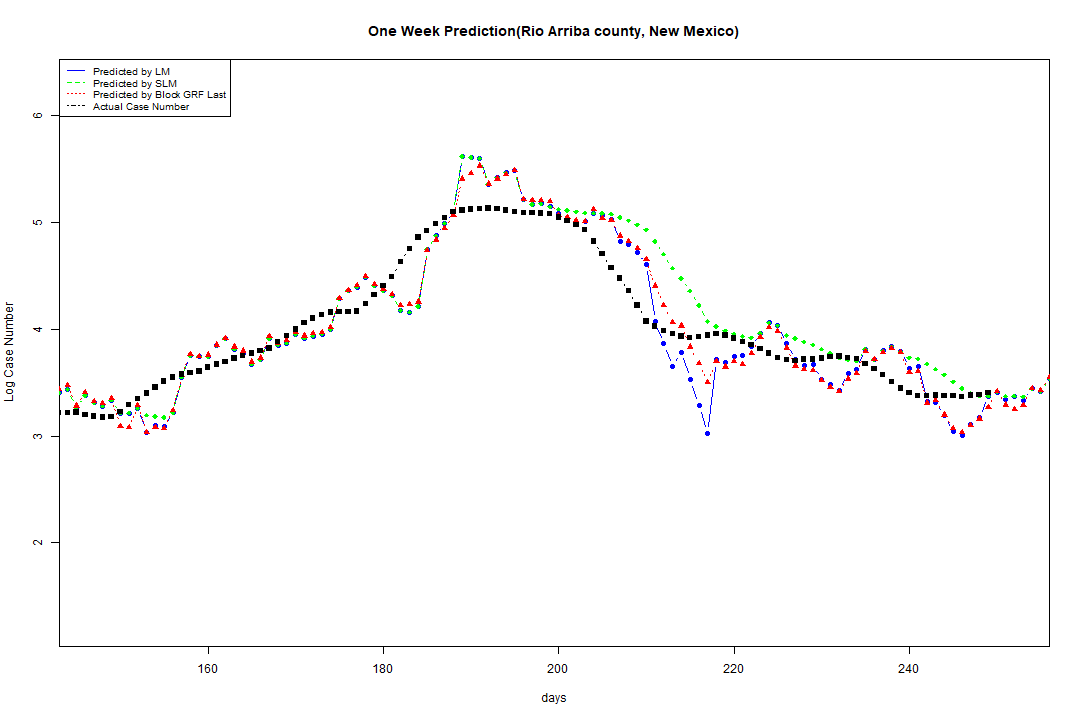 One Week Prediction(Rio Arriba county, New Mexico)
Predicted by LM
Predicted by SLM
Predicted by Block GRF Last
Actual Case Number
6
5
4
3
2
Log Case Number
160 180 200 220 240
days